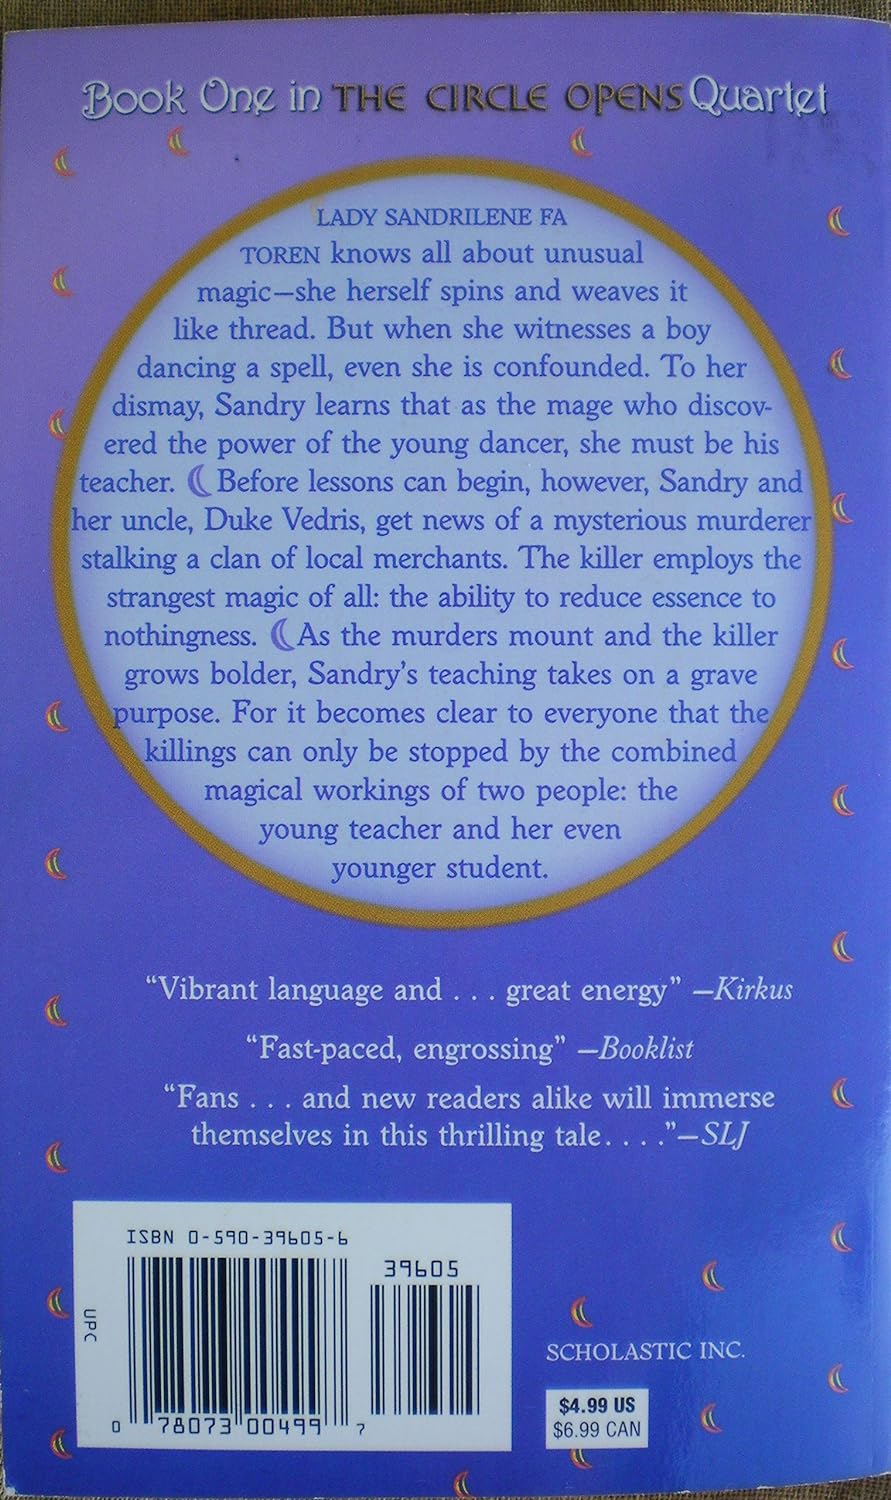 Book One in THE CIRCLE OPENS Quartet
LADY SANDRILENE FA
TOREN knows all about unusual
magic—she herself spins and weaves it
like thread. But when she witnesses a boy
dancing a spell, even she is confounded. To her
dismay, Sandry learns that as the mage who discov-
ered the power of the young dancer, she must be his
teacher. Before lessons can begin, however, Sandry and
her uncle, Duke Vedris, get news of a mysterious murderer
stalking a clan of local merchants. The killer employs the
strangest magic of all: the ability to reduce essence to
nothingness. As the murders mount and the killer
grows bolder, Sandry's teaching takes on a grave
purpose. For it becomes clear to everyone that the
killings can only be stopped by the combined
magical workings of two people: the
young teacher and her even
younger student.
"Vibrant language and . . . great energy" —Kirkus
"Fast-paced, engrossing" —Booklist
"Fans . . . and new readers alike will immerse
themselves in this thrilling tale. . . ."—SLJ
ISBN 0-590-39605-6
39605
UPC
0 78073 00499 7
SCHOLASTIC INC.
$4.99 US
$6.99 CAN